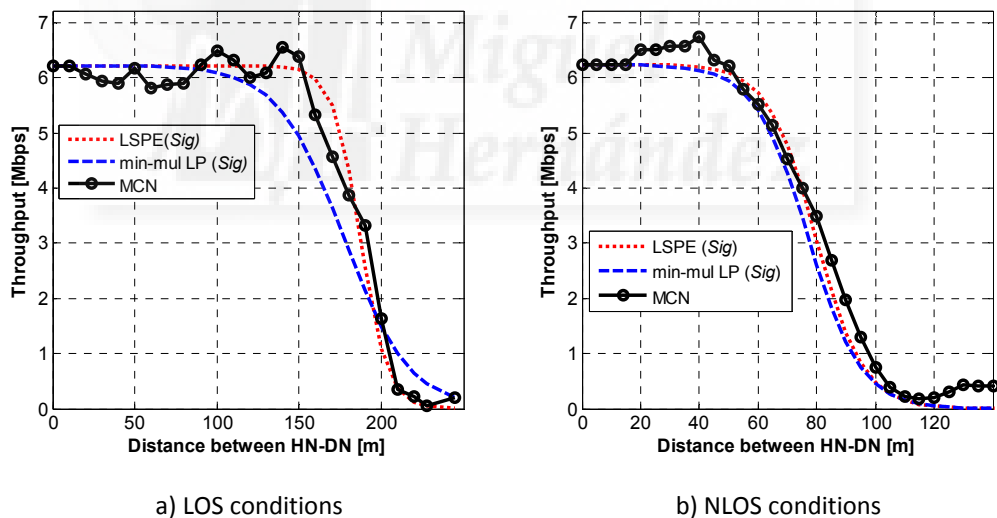 Miguel
Hernández
7
6
5
4
3
2
1
0
0 50 100 150 200
Throughput [Mbps]
Distance between HN-DN [m]
LSPE(Sig)
min-mul LP (Sig)
MCN
a) LOS conditions
7
6
5
4
3
2
1
0
0 20 40 60 80 100 120
Throughput [Mbps]
Distance between HN-DN [m]
LSPE (Sig)
min-mul LP (Sig)
MCN
b) NLOS conditions